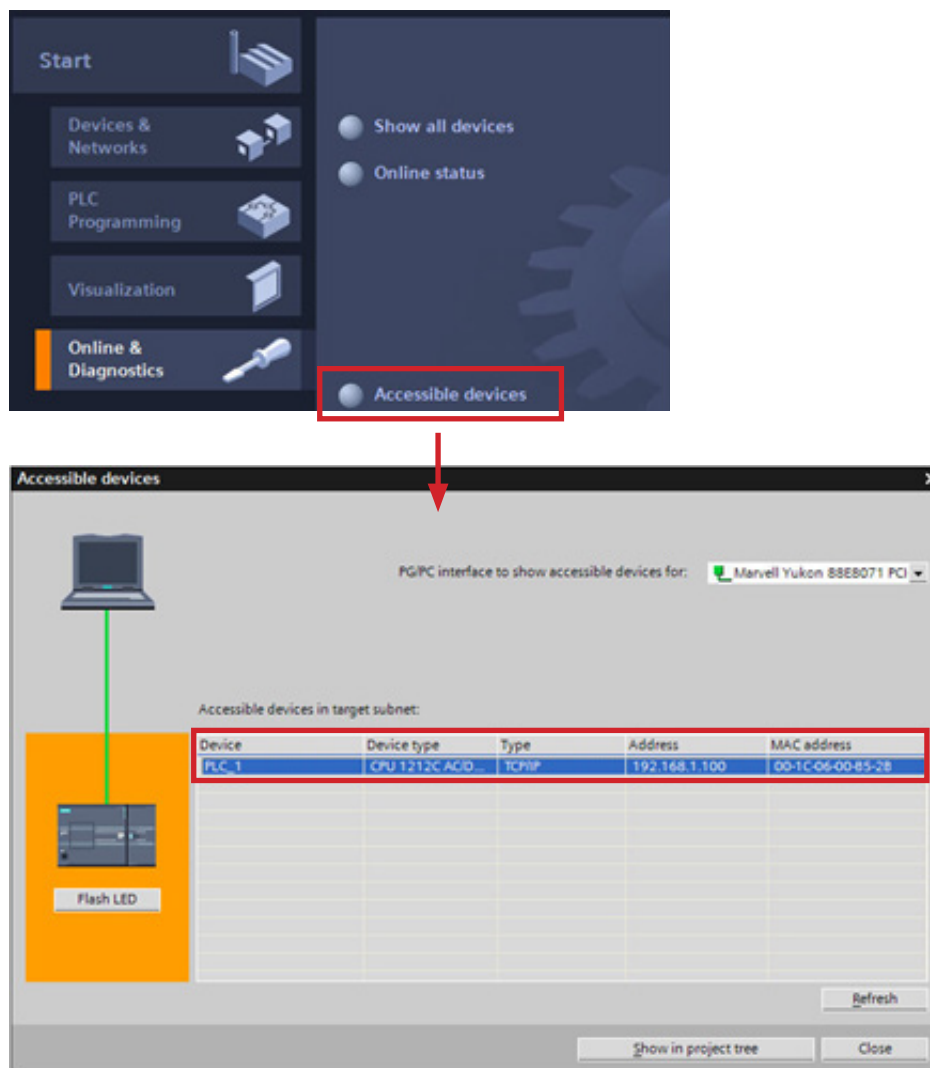 Start
Devices &
Networks
PLC
Programming
Visualization
Online &
Diagnostics
Show all devices
Online status
Accessible devices
Accessible devices
PG/PC interface to show accessible devices for:
Marvell Yukon 88E8071 PCI
Accessible devices in target subnet:
Device Device type Type Address MAC address
PLC_1 CPU 1212C AC/D... TCP/IP 192.168.1.100 00-1C-06-00-85-28
Flash LED
Refresh
Show in project tree Close